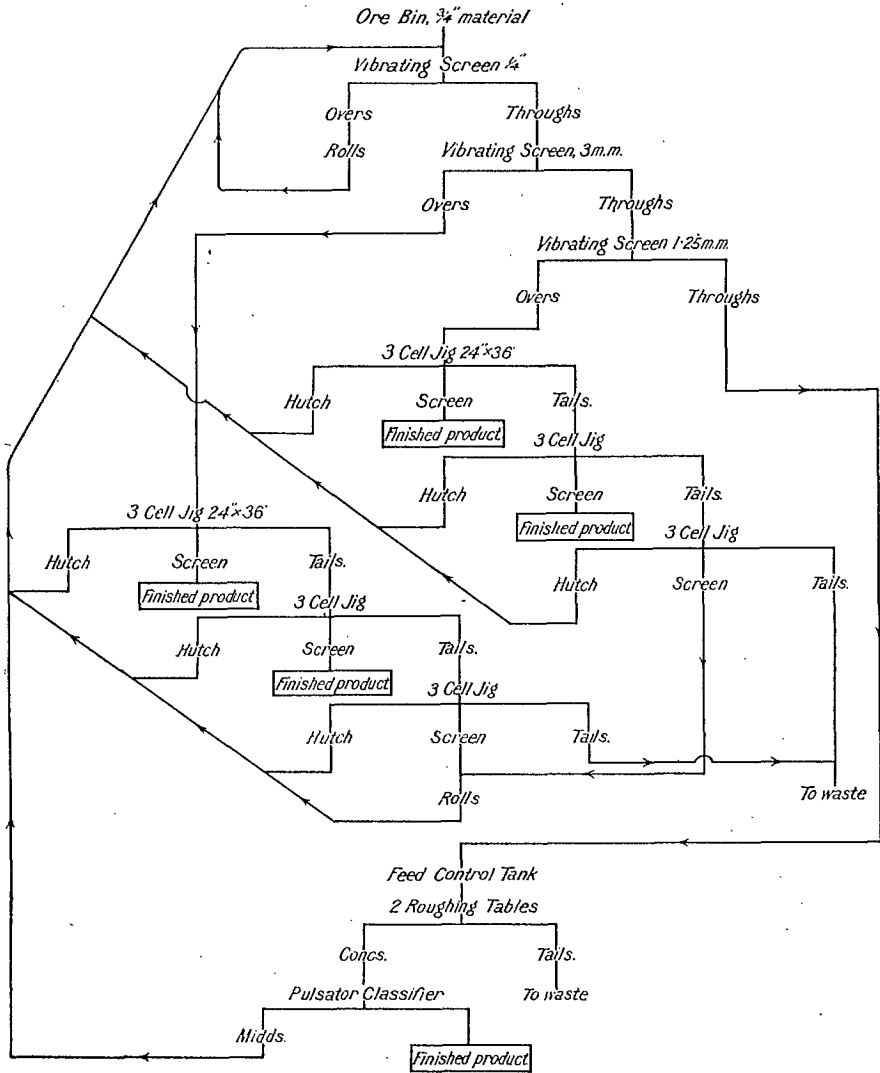 Ore Bin, ¾" material
Vibrating Screen ¼"
Overs
Throughs
Rolls
Vibrating Screen, 3 m.m.
Overs
Throughs
Vibrating Screen 1·25 m.m.
Overs
Throughs
3 Cell Jig 24"×36"
Hutch
Screen
Tails.
Finished product
3 Cell Jig
Hutch
Screen
Tails.
Finished product
3 Cell Jig
Hutch
Screen
Tails.
3 Cell Jig 24"×36"
Hutch
Screen
Tails.
Finished product
3 Cell Jig
Hutch
Screen
Tails.
Finished product
3 Cell Jig
Hutch
Screen
Tails.
Rolls
To waste
Feed Control Tank
2 Roughing Tables
Concs.
Tails.
Pulsator Classifier
To waste
Midds.
Finished product